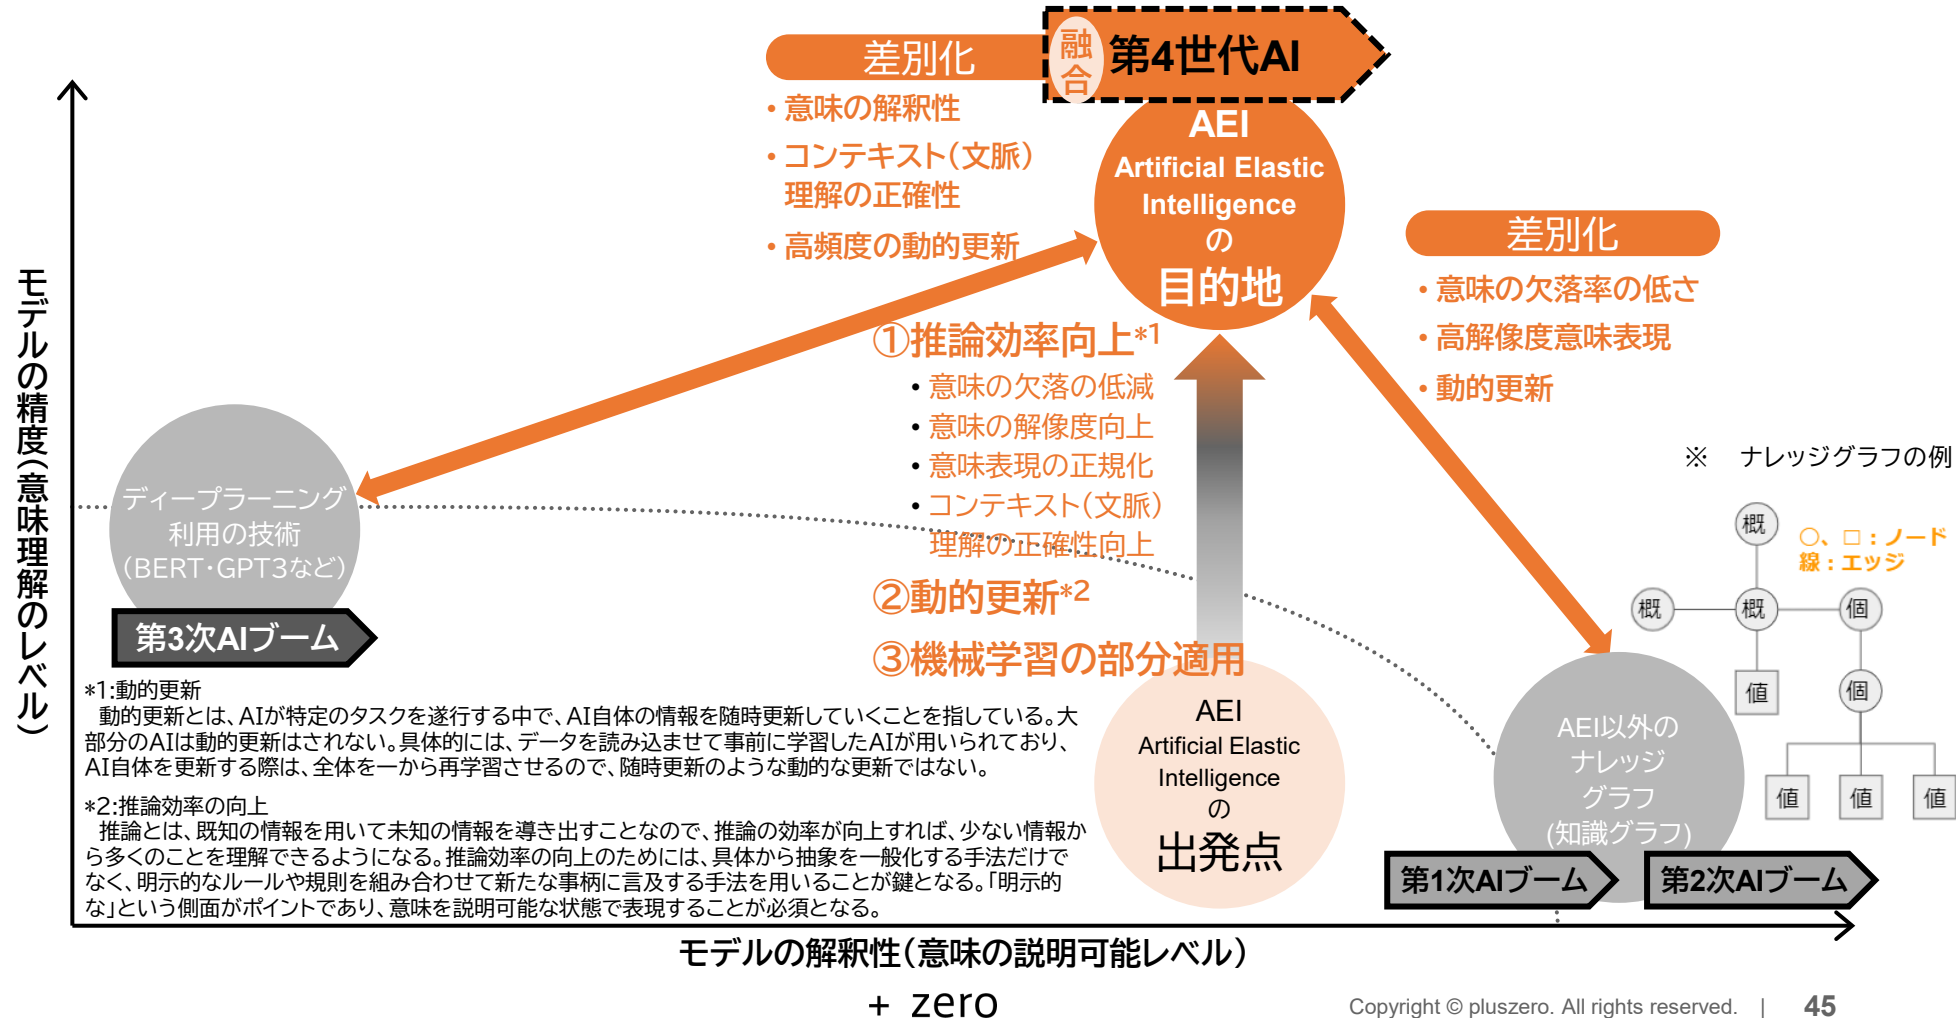 差別化
融合
第4世代AI
・意味の解釈性
・コンテキスト(文脈)
理解の正確性
・高頻度の動的更新
AEI
Artificial Elastic
Intelligence
の
目的地
差別化
・意味の欠落率の低さ
・高解像度意味表現
・動的更新
①推論効率向上*1
・意味の欠落の低減
・意味の解像度向上
・意味表現の正規化
・コンテキスト(文脈)
理解の正確性向上
②動的更新*2
③機械学習の部分適用
モデルの精度(意味理解のレベル)
ディープラーニング
利用の技術
(BERT・GPT3など)
第3次AIブーム
※ ナレッジグラフの例
概
○、□:ノード
線:エッジ
概
概
個
値
個
値
値
値
*1:動的更新
動的更新とは、AIが特定のタスクを遂行する中で、AI自体の情報を随時更新していくことを指している。大
部分のAIは動的更新はされない。具体的には、データを読み込ませて事前に学習したAIが用いられており、
AI自体を更新する際は、全体を一から再学習させるので、随時更新のような動的な更新ではない。
*2:推論効率の向上
推論とは、既知の情報を用いて未知の情報を導き出すことなので、推論の効率が向上すれば、少ない情報か
ら多くのことを理解できるようになる。推論効率の向上のためには、具体から抽象を一般化する手法だけで
なく、明示的なルールや規則を組み合わせて新たな事柄に言及する手法を用いることが鍵となる。「明示的
な」という側面がポイントであり、意味を説明可能な状態で表現することが必須となる。
AEI
Artificial Elastic
Intelligence
の
出発点
AEI以外の
ナレッジ
グラフ
(知識グラフ)
第1次AIブーム
第2次AIブーム
モデルの解釈性(意味の説明可能レベル)
+ zero
Copyright © pluszero. All rights reserved. | 45